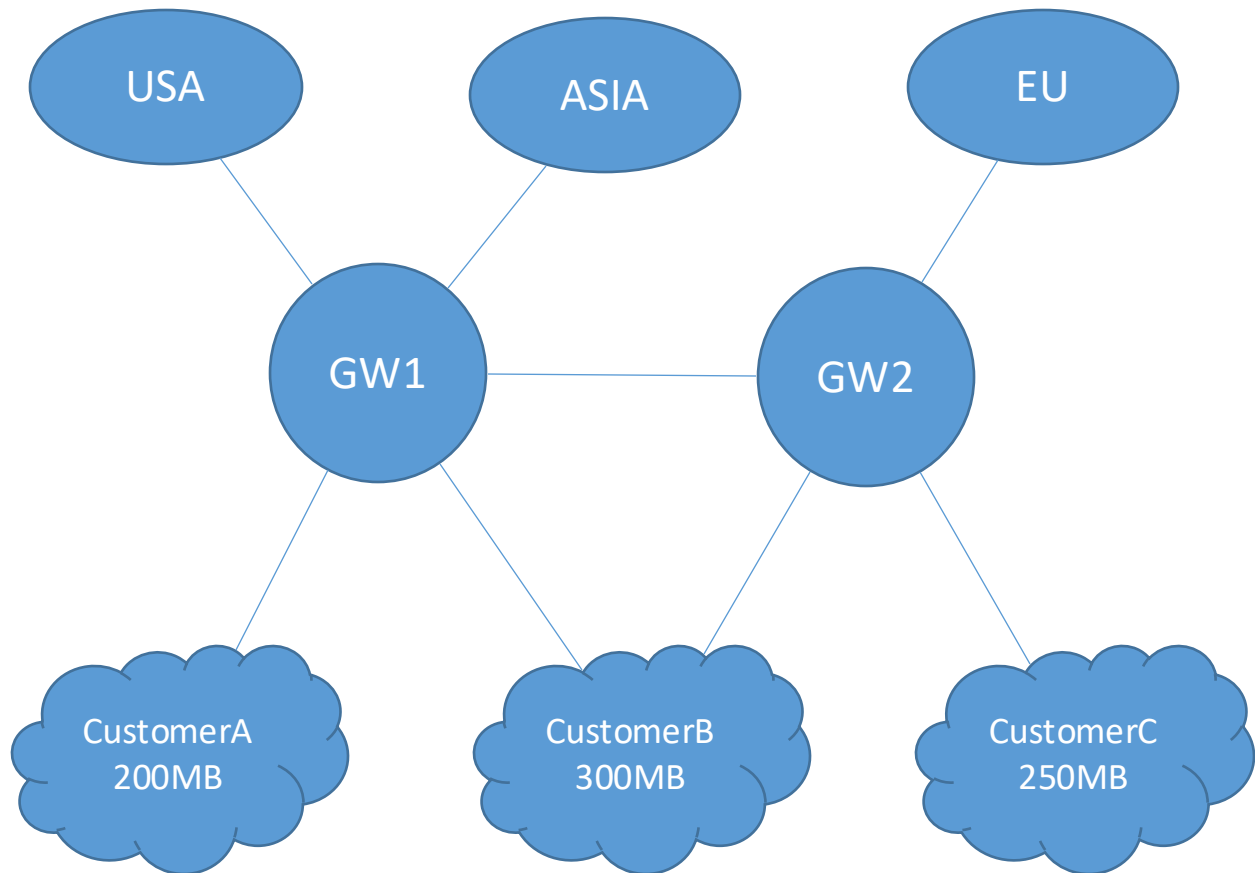 USA
ASIA
EU
GW1
GW2
CustomerA
200MB
CustomerB
300MB
CustomerC
250MB